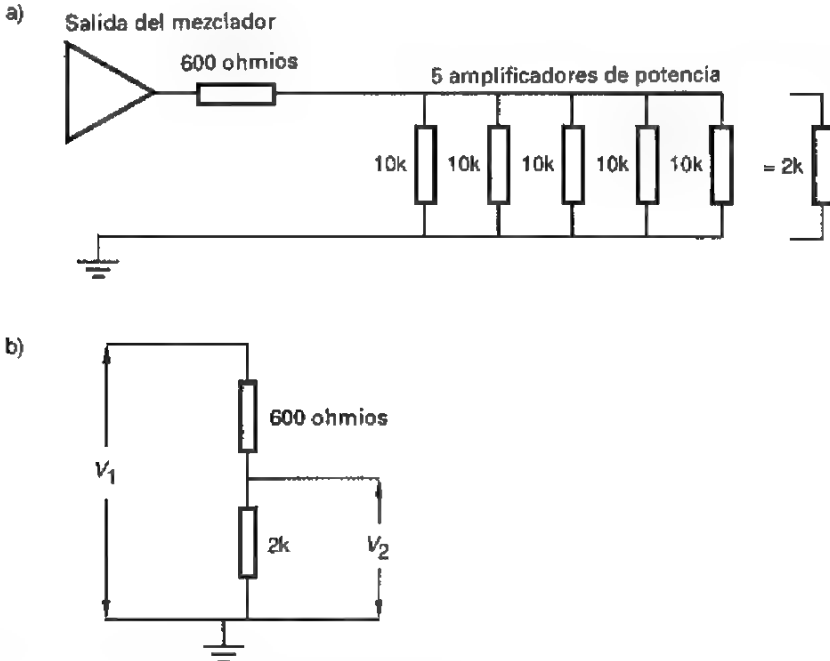 a)
Salida del mezclador
600 ohmios
5 amplificadores de potencia
10k 10k 10k 10k 10k = 2k
b)
600 ohmios
V1
2k
V2